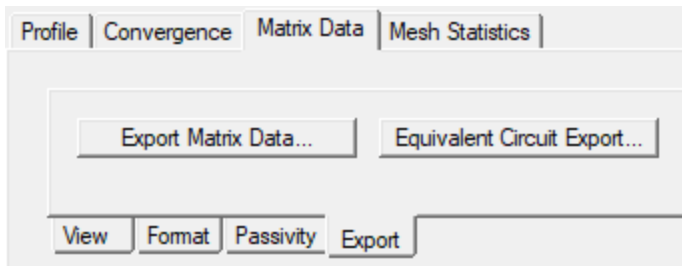 Profile Convergence Matrix Data Mesh Statistics
Export Matrix Data... Equivalent Circuit Export...
View Format Passivity Export